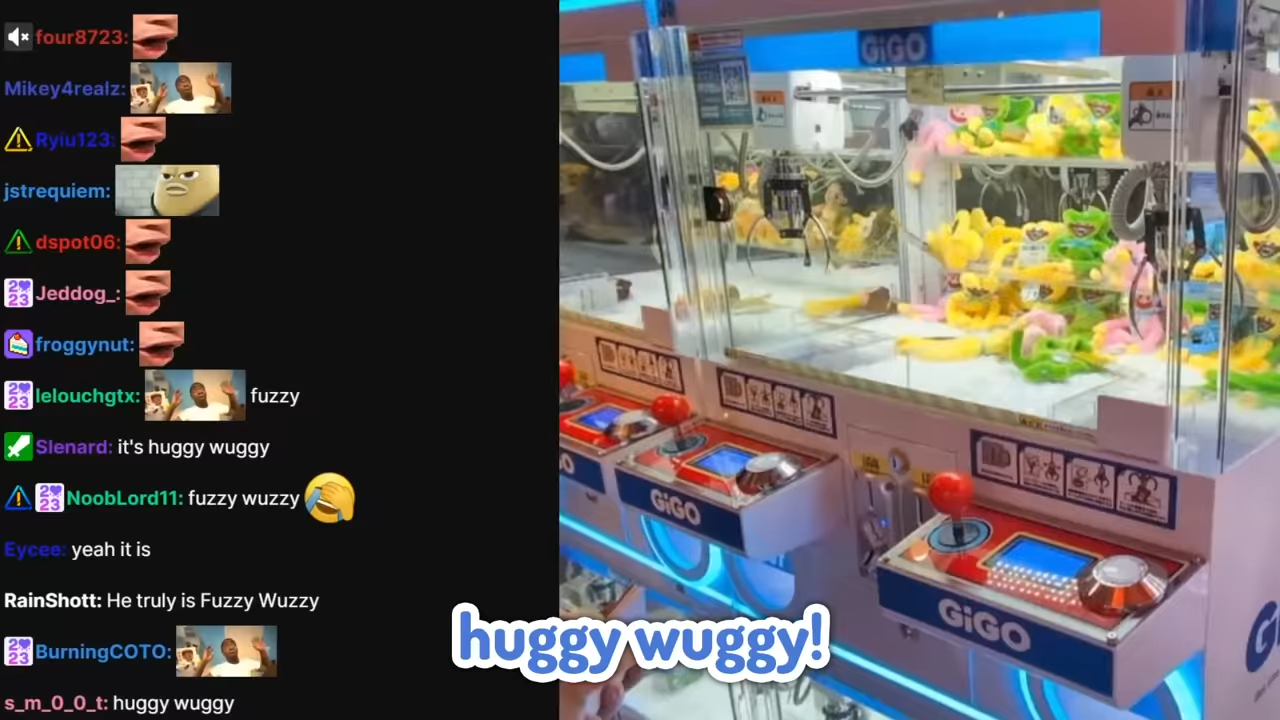 four8723:
Mikey4realz:
Ryiu123:
jstrequiem:
dspot06:
Jeddog_:
froggynut:
lelouchgtx: fuzzy
Slenard: it's huggy wuggy
NoobLord11: fuzzy wuzzy
Eycee: yeah it is
RainShott: He truly is Fuzzy Wuzzy
BurningCOTO:
s_m_0_0_t: huggy wuggy
GiGO
GiGO
GiGO
huggy wuggy!